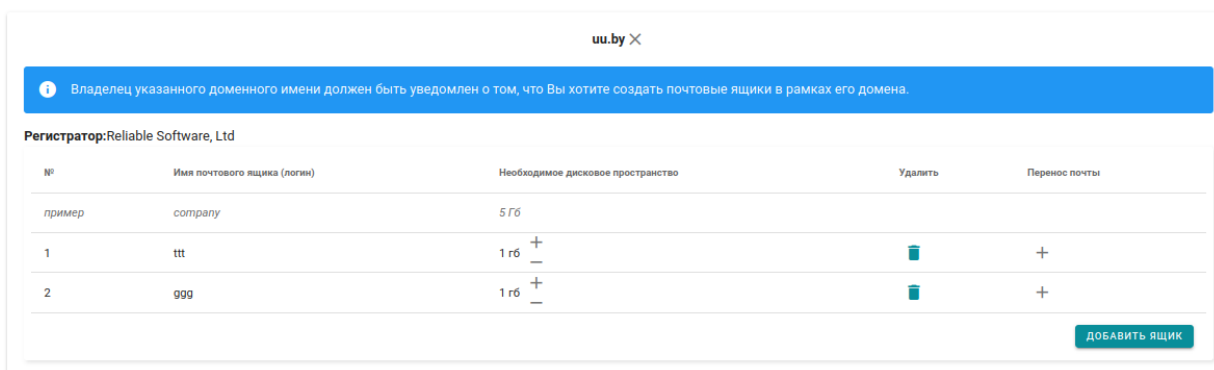 uu.by
Владелец указанного доменного имени должен быть уведомлен о том, что Вы хотите создать почтовые ящики в рамках его домена.
Регистратор:Reliable Software, Ltd
№ Имя почтового ящика (логин) Необходимое дисковое пространство Удалить Перенос почты
пример company 5 Гб
1 ttt 1 гб
2 ggg 1 гб
ДОБАВИТЬ ЯЩИК